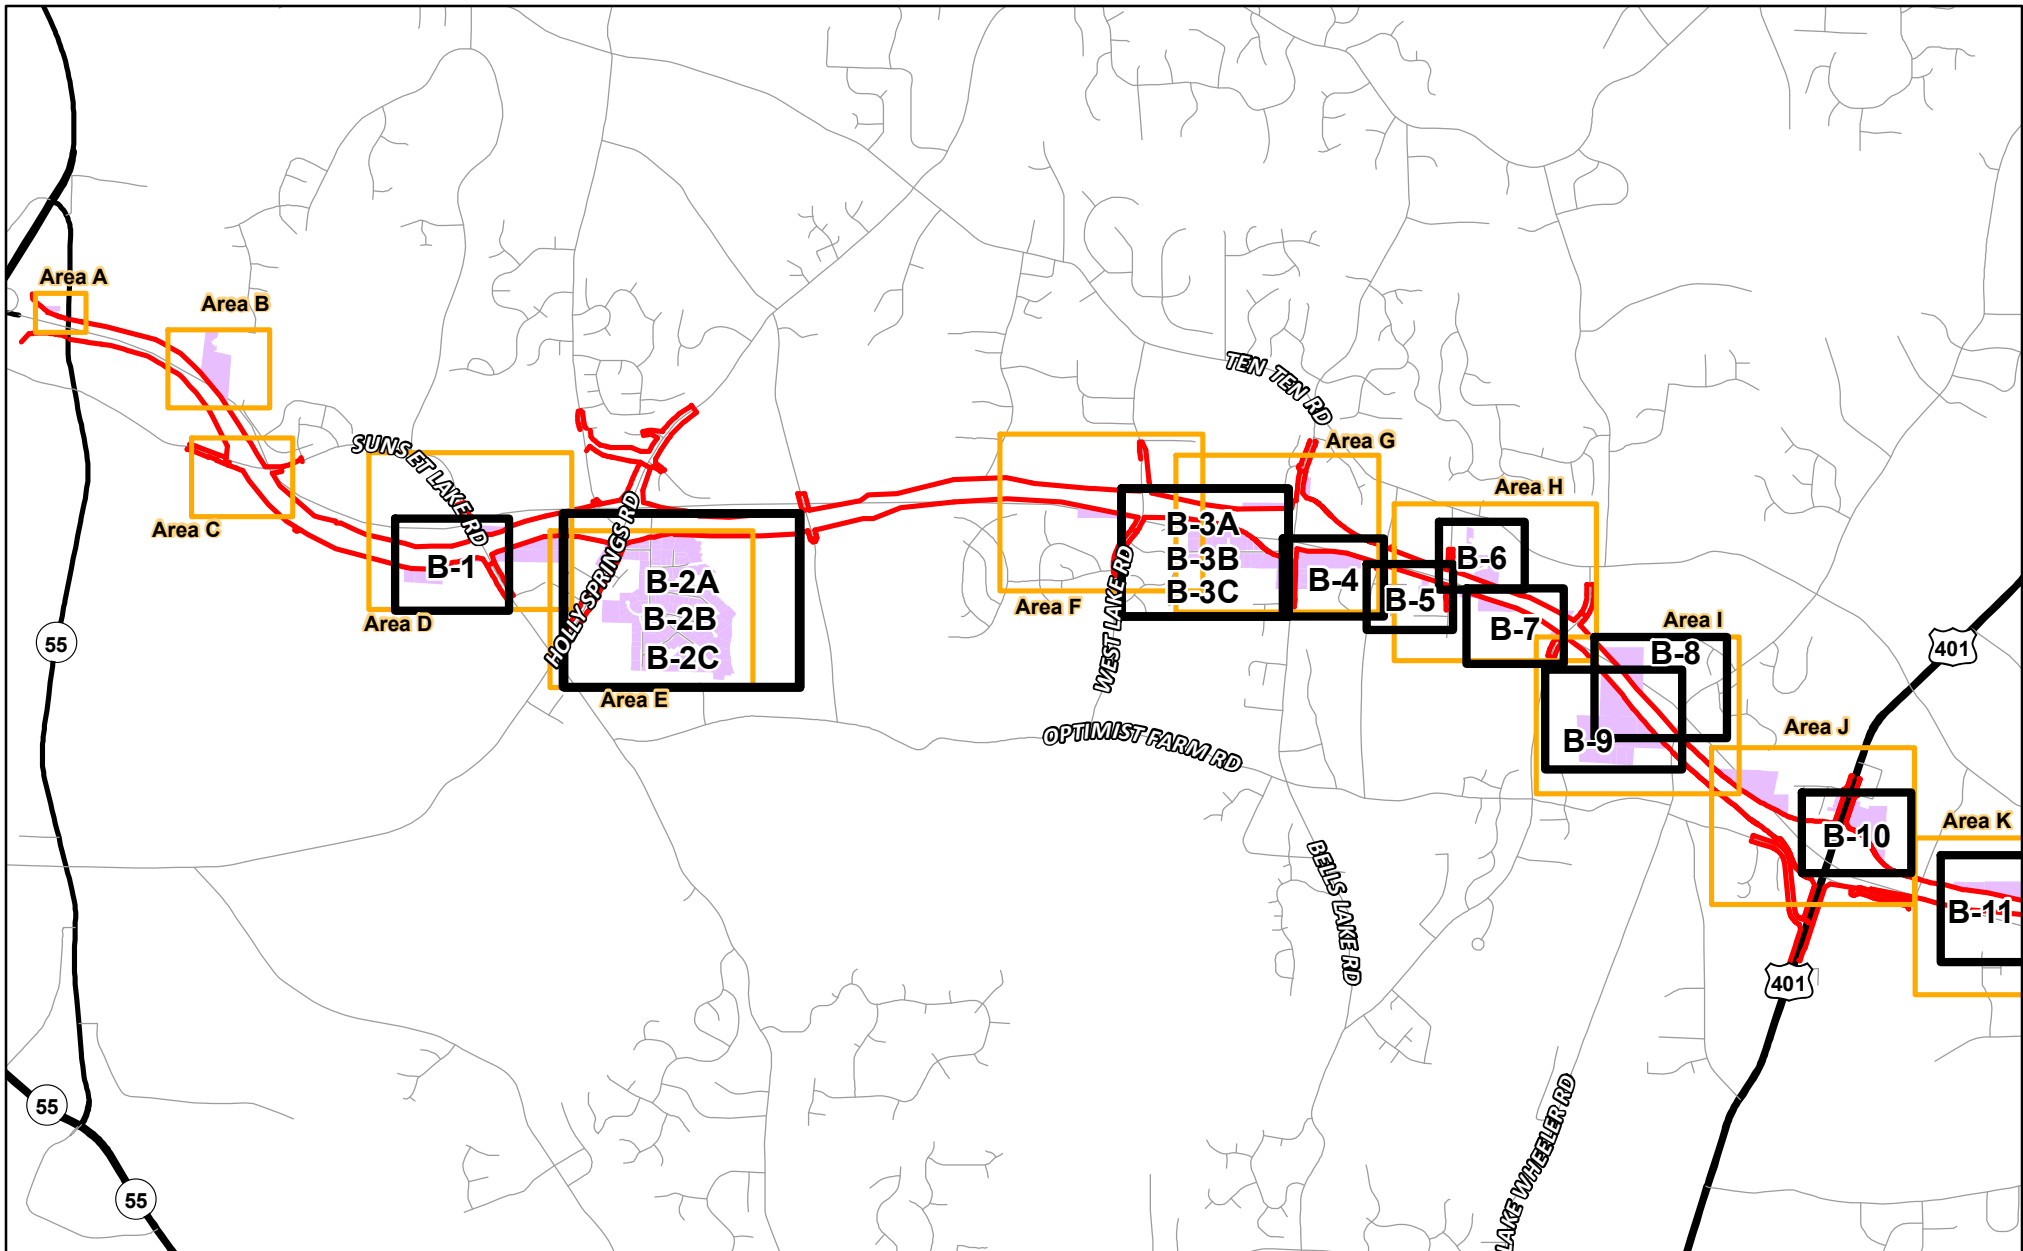 Area A
Area B
TEN TEN RD
Area G
SUNSET LAKE RD
Area H
Area C
B-3A
B-6
B-3B
B-1
HOLLY SPRINGS RD
B-2A
B-4
B-3C
B-5
Area F
WEST LAKE RD
B-2B
Area D
Area I
B-7
55
401
B-8
B-2C
Area E
OPTIMIST FARM RD
Area J
B-9
Area K
B-10
BELLS LAKE RD
B-11
401
55
LAKE WHEELER RD
55